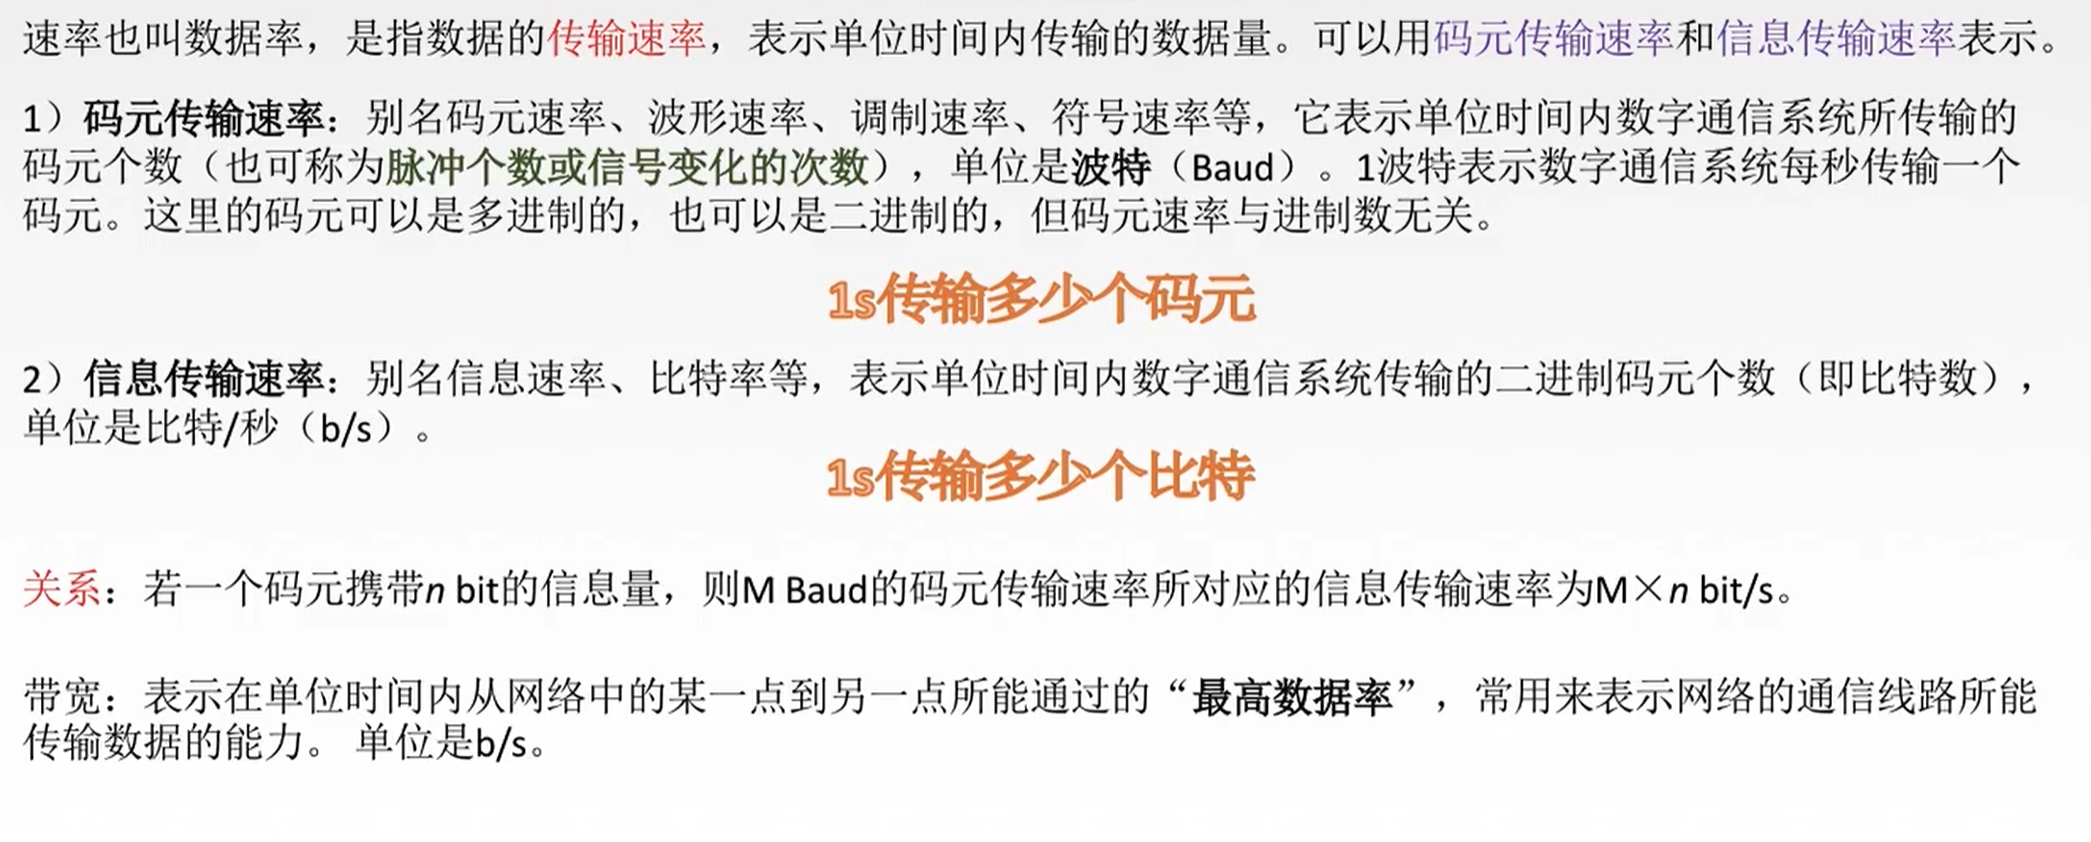 速率也叫数据率，是指数据的传输速率，表示单位时间内传输的数据量。可以用码元传输速率和信息传输速率表示。
1）码元传输速率：别名码元速率、波形速率、调制速率、符号速率等，它表示单位时间内数字通信系统所传输的
码元个数（也可称为脉冲个数或信号变化的次数），单位是波特（Baud）。1波特表示数字通信系统每秒传输一个
码元。这里的码元可以是多进制的，也可以是二进制的，但码元速率与进制数无关。
1s传输多少个码元
2）信息传输速率：别名信息速率、比特率等，表示单位时间内数字通信系统传输的二进制码元个数（即比特数），
单位是比特/秒（b/s）。
1s传输多少个比特
关系：若一个码元携带n bit的信息量，则M Baud的码元传输速率所对应的信息传输速率为M×n bit/s。
带宽：表示在单位时间内从网络中的某一点到另一点所能通过的“最高数据率”，常用来表示网络的通信线路所能
传输数据的能力。 单位是b/s。